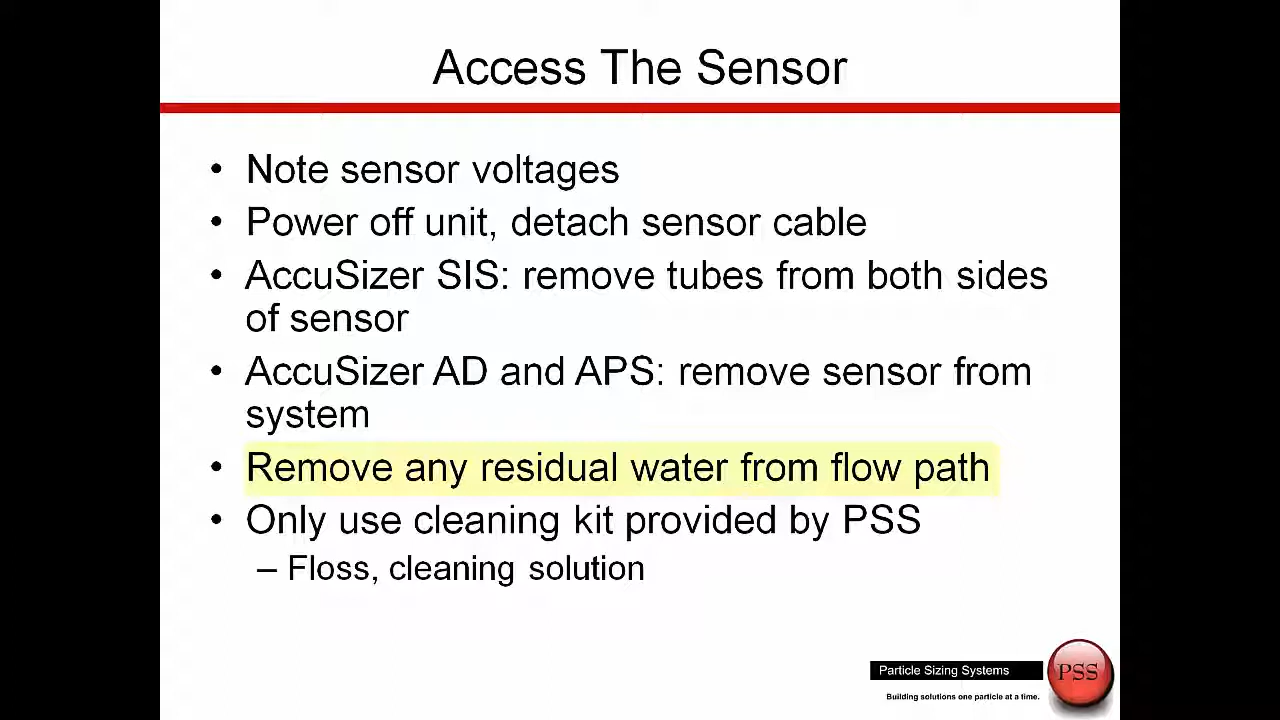 Access The Sensor
• Note sensor voltages
• Power off unit, detach sensor cable
• AccuSizer SIS: remove tubes from both sides
of sensor
• AccuSizer AD and APS: remove sensor from
system
• Remove any residual water from flow path
• Only use cleaning kit provided by PSS
– Floss, cleaning solution
Particle Sizing Systems
PSS
Building solutions one particle at a time.